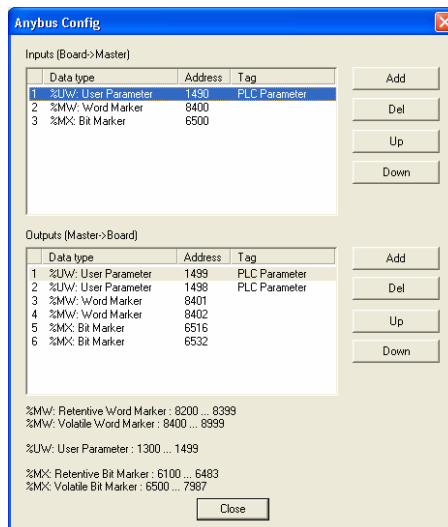 Anybus Config
Inputs (Board->Master)
Data type Address Tag
1 %UW: User Parameter 1490 PLC Parameter
2 %MW: Word Marker 8400
3 %MX: Bit Marker 6500
Add
Del
Up
Down
Outputs (Master->Board)
Data type Address Tag
1 %UW: User Parameter 1499 PLC Parameter
2 %UW: User Parameter 1498 PLC Parameter
3 %MW: Word Marker 8401
4 %MW: Word Marker 8402
5 %MX: Bit Marker 6516
6 %MX: Bit Marker 6532
Add
Del
Up
Down
%MW: Retentive Word Marker : 8200 ... 8399
%MW: Volatile Word Marker : 8400 ... 8999
%UW: User Parameter : 1300 ... 1499
%MX: Retentive Bit Marker : 6100 ... 6483
%MX: Volatile Bit Marker : 6500 ... 7987
Close